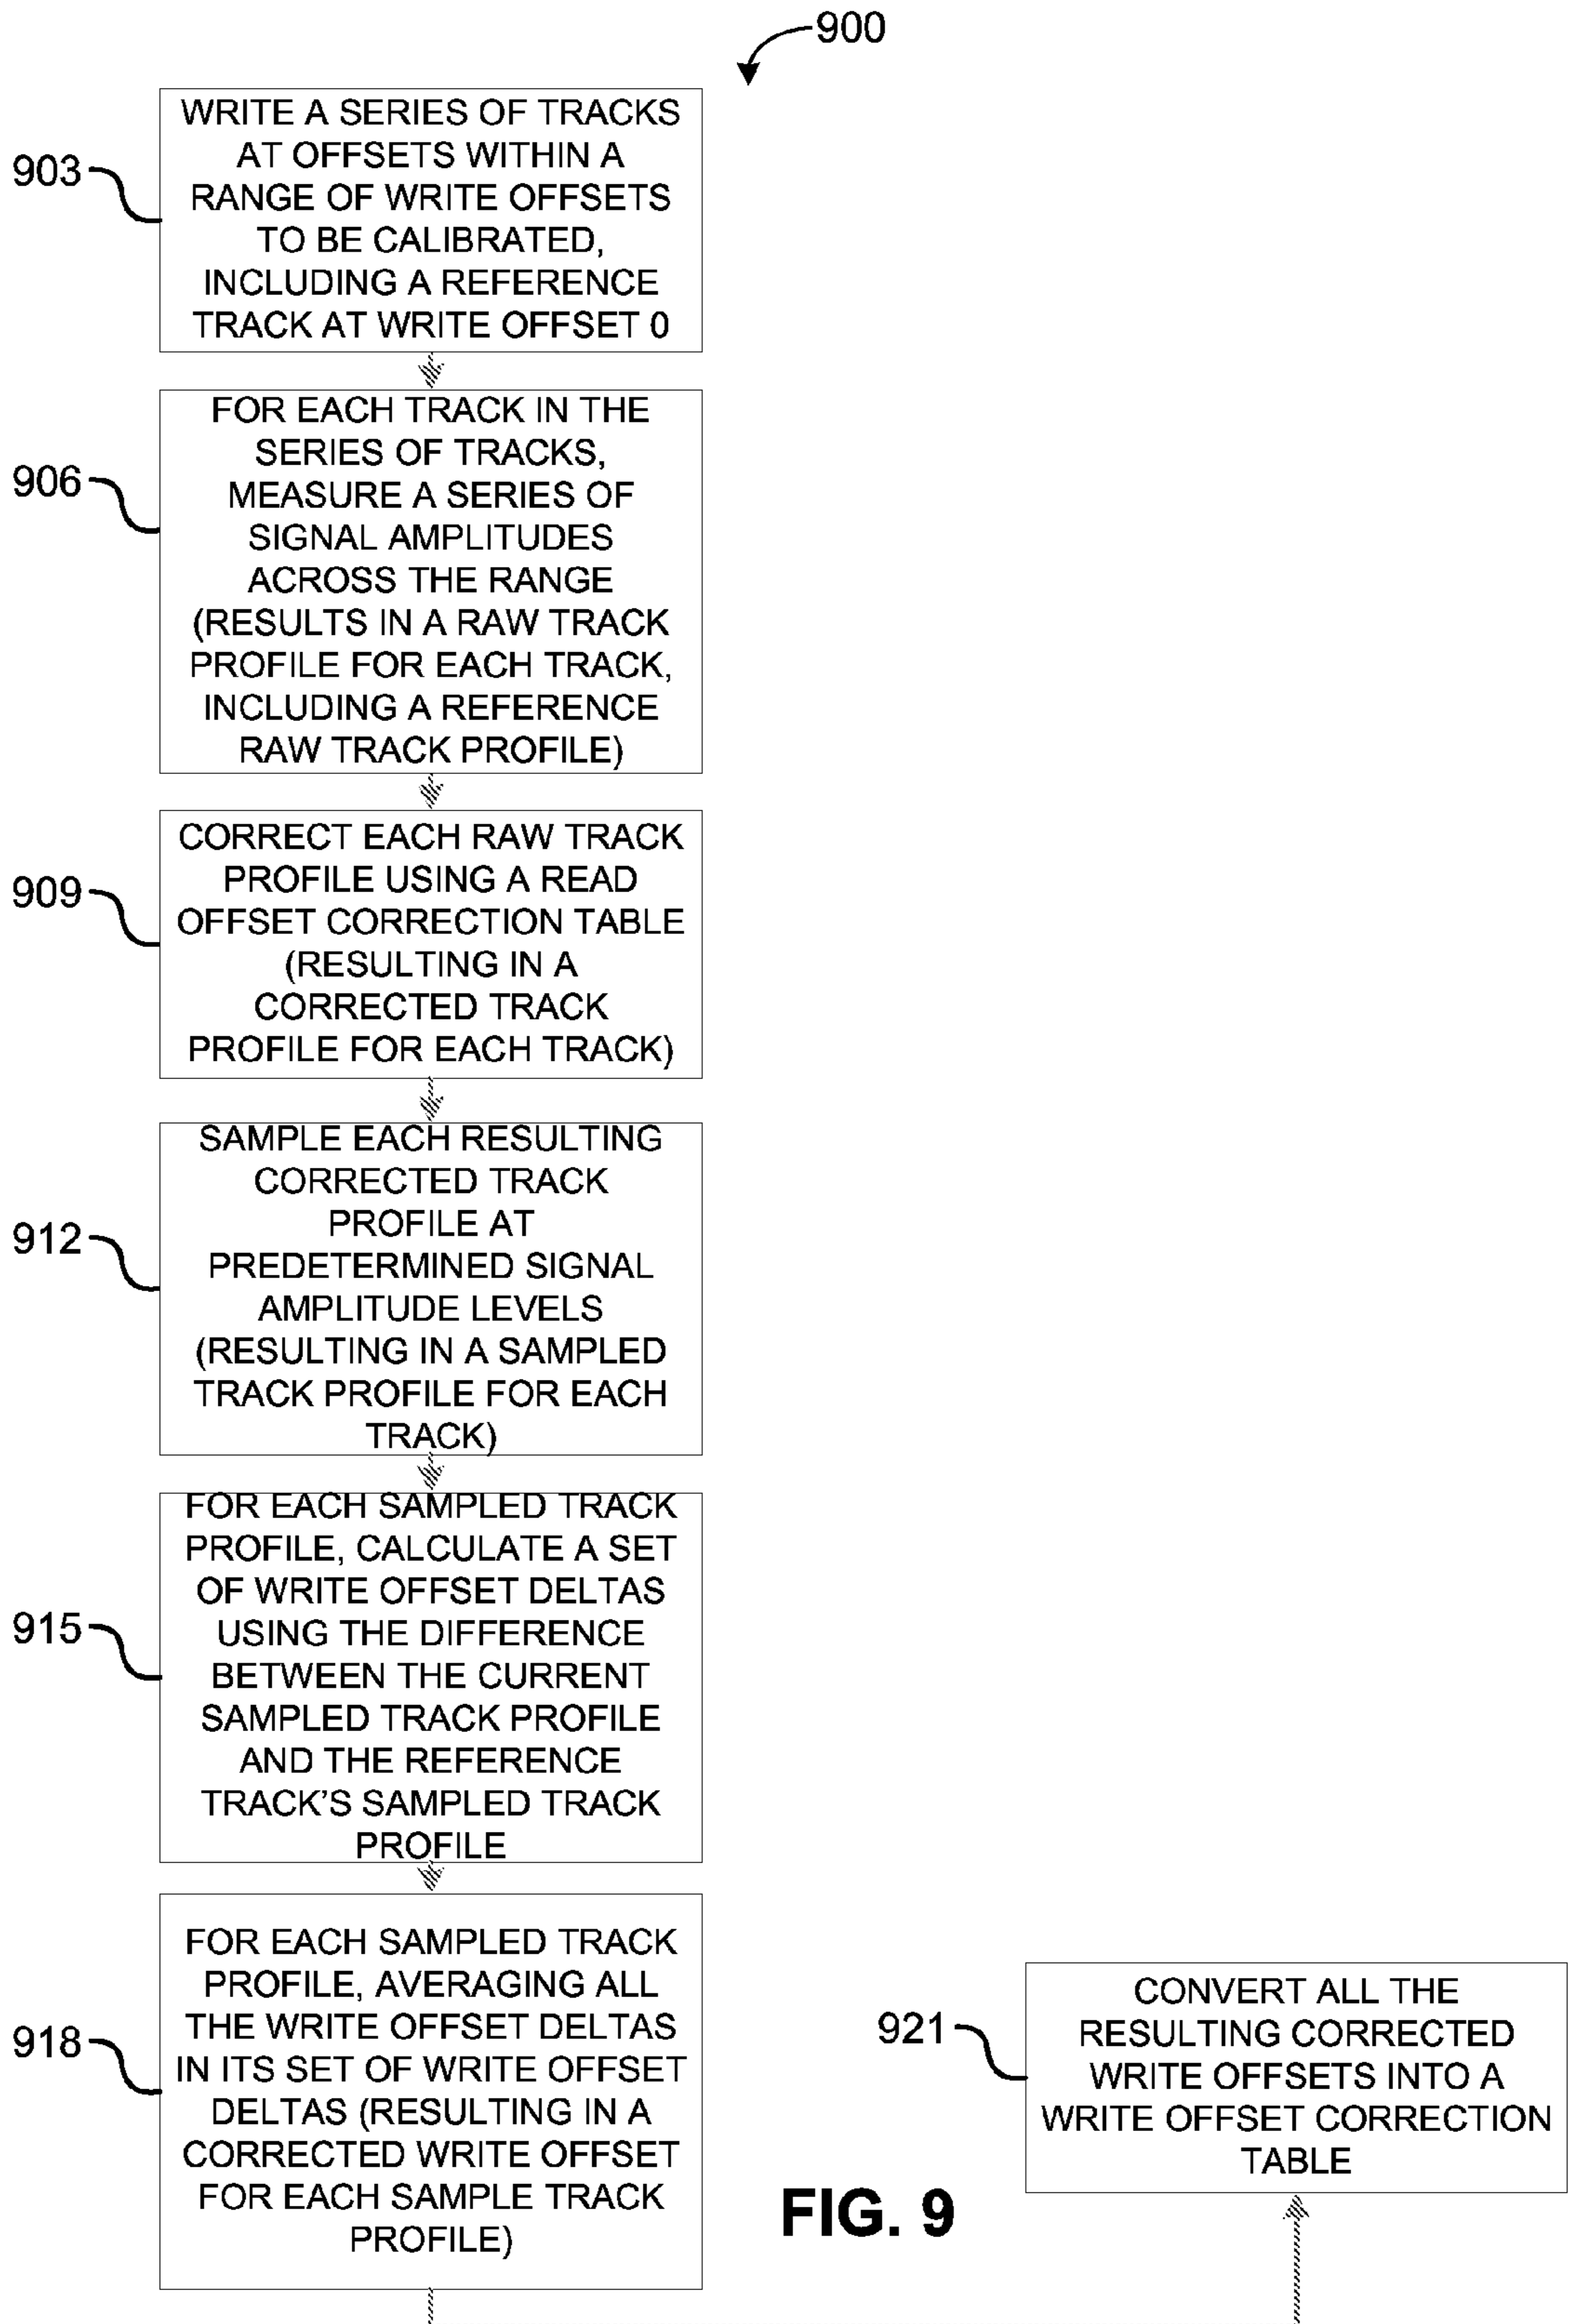 900
903
WRITE A SERIES OF TRACKS
AT OFFSETS WITHIN A
RANGE OF WRITE OFFSETS
TO BE CALIBRATED,
INCLUDING A REFERENCE
TRACK AT WRITE OFFSET 0
906
FOR EACH TRACK IN THE
SERIES OF TRACKS,
MEASURE A SERIES OF
SIGNAL AMPLITUDES
ACROSS THE RANGE
(RESULTS IN A RAW TRACK
PROFILE FOR EACH TRACK,
INCLUDING A REFERENCE
RAW TRACK PROFILE)
909
CORRECT EACH RAW TRACK
PROFILE USING A READ
OFFSET CORRECTION TABLE
(RESULTING IN A
CORRECTED TRACK
PROFILE FOR EACH TRACK)
912
SAMPLE EACH RESULTING
CORRECTED TRACK
PROFILE AT
PREDETERMINED SIGNAL
AMPLITUDE LEVELS
(RESULTING IN A SAMPLED
TRACK PROFILE FOR EACH
TRACK)
915
FOR EACH SAMPLED TRACK
PROFILE, CALCULATE A SET
OF WRITE OFFSET DELTAS
USING THE DIFFERENCE
BETWEEN THE CURRENT
SAMPLED TRACK PROFILE
AND THE REFERENCE
TRACK'S SAMPLED TRACK
PROFILE
918
FOR EACH SAMPLED TRACK
PROFILE, AVERAGING ALL
THE WRITE OFFSET DELTAS
IN ITS SET OF WRITE OFFSET
DELTAS (RESULTING IN A
CORRECTED WRITE OFFSET
FOR EACH SAMPLE TRACK
PROFILE)
921
CONVERT ALL THE
RESULTING CORRECTED
WRITE OFFSETS INTO A
WRITE OFFSET CORRECTION
TABLE
FIG. 9